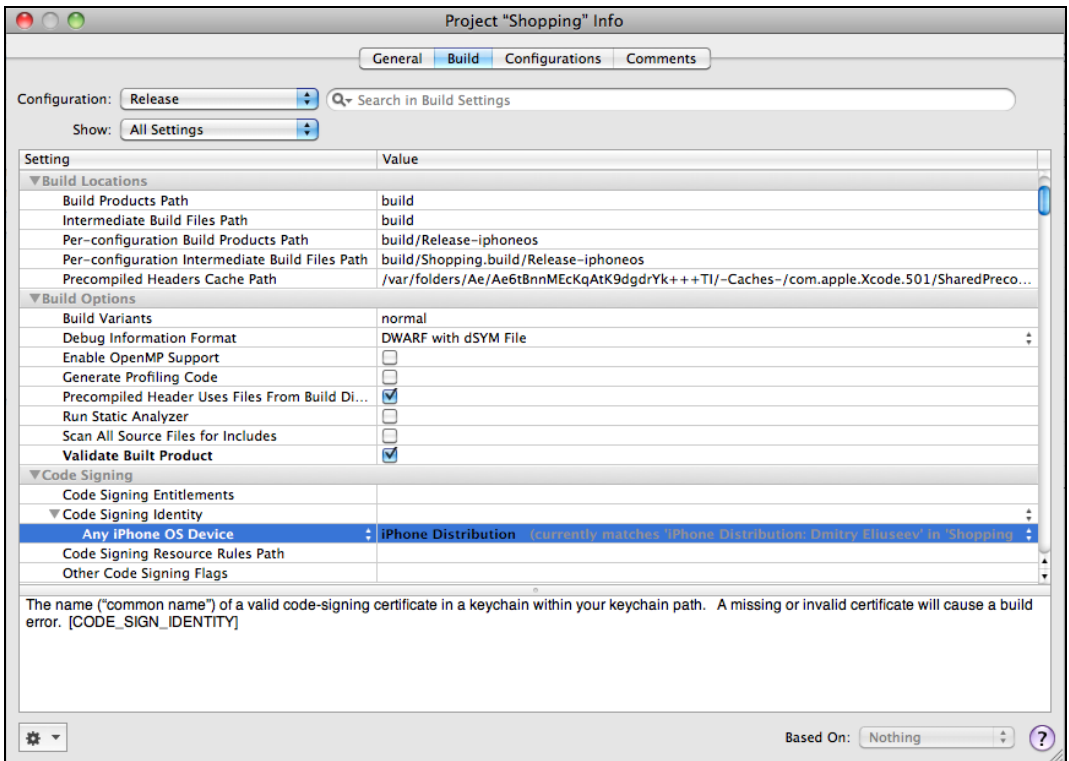 Project “Shopping” Info
General Build Configurations Comments
Configuration: Release Search in Build Settings
Show: All Settings
Setting Value
Build Locations
Build Products Path build
Intermediate Build Files Path build
Per-configuration Build Products Path build/Release-iphoneos
Per-configuration Intermediate Build Files Path build/Shopping.build/Release-iphoneos
Precompiled Headers Cache Path /var/folders/Ae/Ae6tBnnMEcKqAtK9dgdrYk+++TI/-Caches-/com.apple.Xcode.501/SharedPreco...
Build Options
Build Variants normal
Debug Information Format DWARF with dSYM File
Enable OpenMP Support
Generate Profiling Code
Precompiled Header Uses Files From Build Di...
Run Static Analyzer
Scan All Source Files for Includes
Validate Built Product
Code Signing
Code Signing Entitlements
Code Signing Identity
Any iPhone OS Device iPhone Distribution (currently matches 'iPhone Distribution: Dmitry Eliuseev' in 'Shopping
Code Signing Resource Rules Path
Other Code Signing Flags
The name (“common name”) of a valid code-signing certificate in a keychain within your keychain path. A missing or invalid certificate will cause a build
error. [CODE_SIGN_IDENTITY]
Based On: Nothing ?